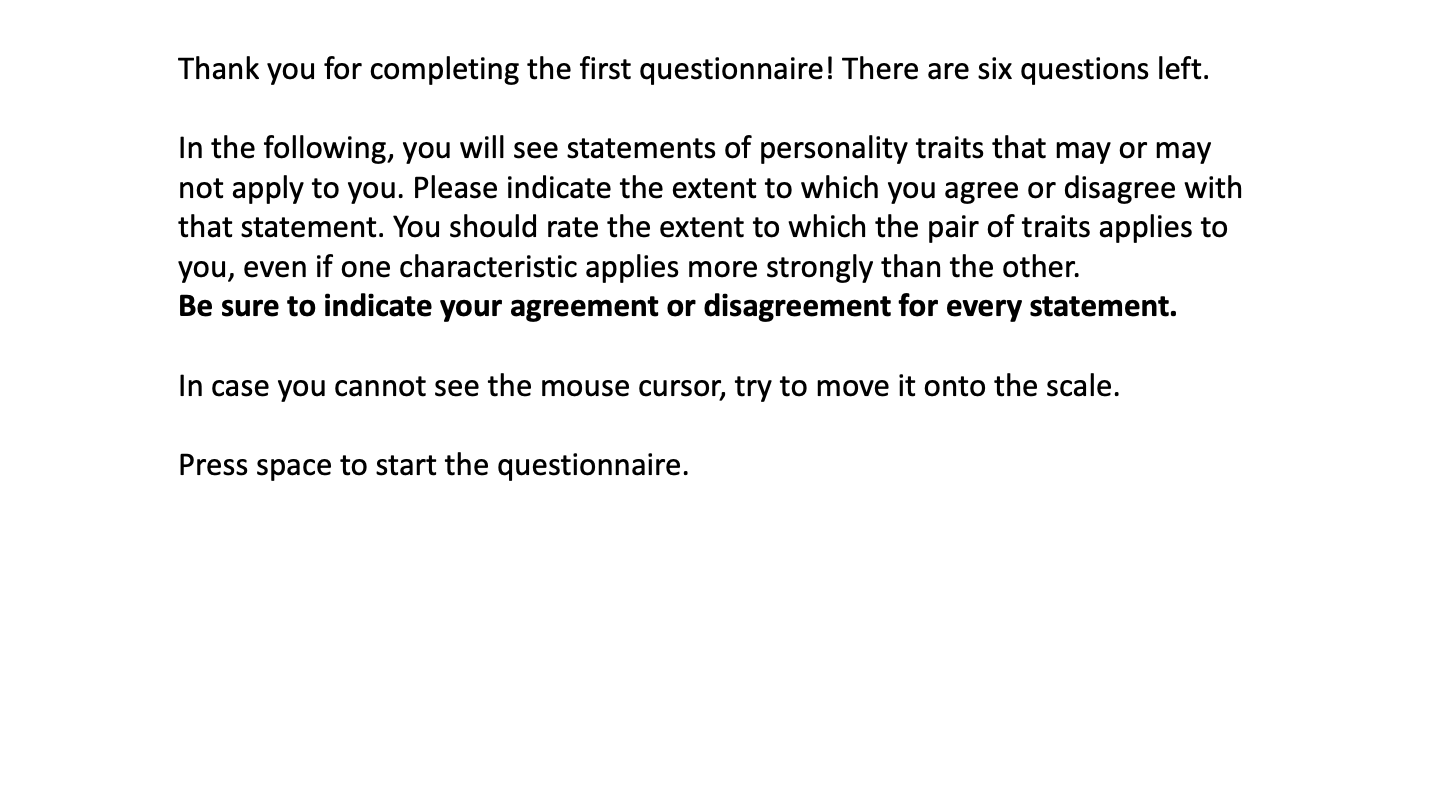 Thank you for completing the first questionnaire! There are six questions left.
In the following, you will see statements of personality traits that may or may
not apply to you. Please indicate the extent to which you agree or disagree with
that statement. You should rate the extent to which the pair of traits applies to
you, even if one characteristic applies more strongly than the other.
Be sure to indicate your agreement or disagreement for every statement.
In case you cannot see the mouse cursor, try to move it onto the scale.
Press space to start the questionnaire.